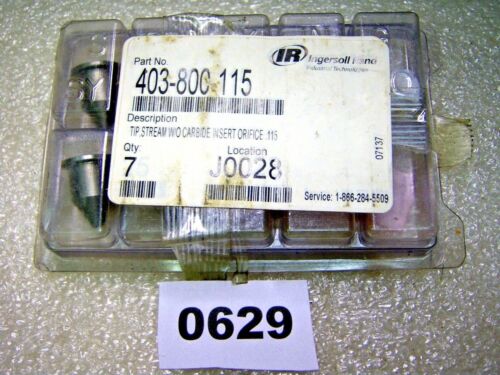 Part No.
403-800-115
IR Ingersoll Rand
Industrial Technologies
Description
TIP,STREAM W/O CARBIDE INSERT ORIFICE .115
Qty.
Location
7
J0028
07137
Service: 1-866-284-5509
0629